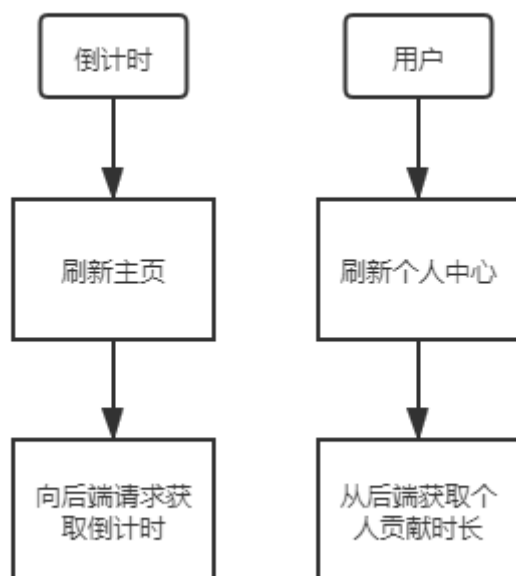 倒计时
刷新主页
向后端请求获
取倒计时
用户
刷新个人中心
从后端获取个
人贡献时长